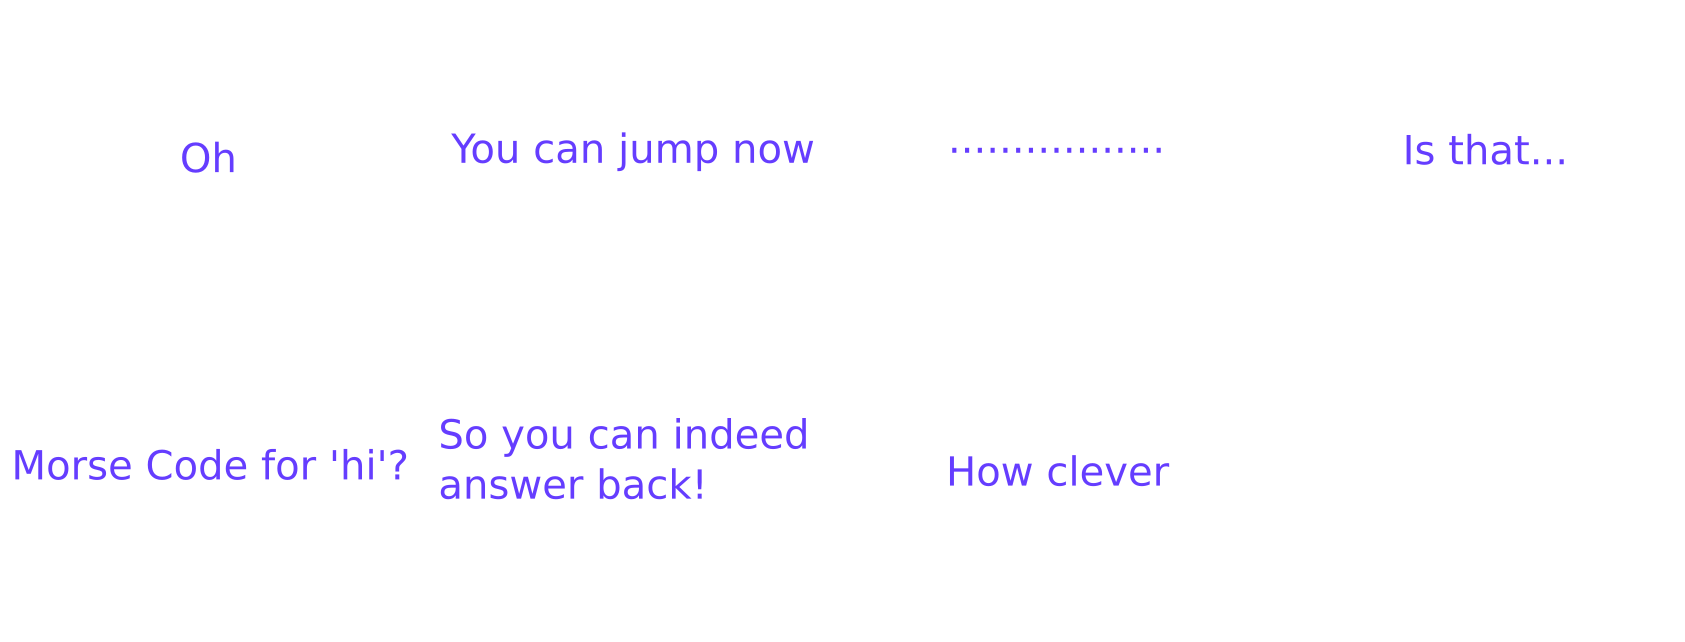 Oh
You can jump now
.................
Is that...
Morse Code for 'hi'?
So you can indeed
answer back!
How clever